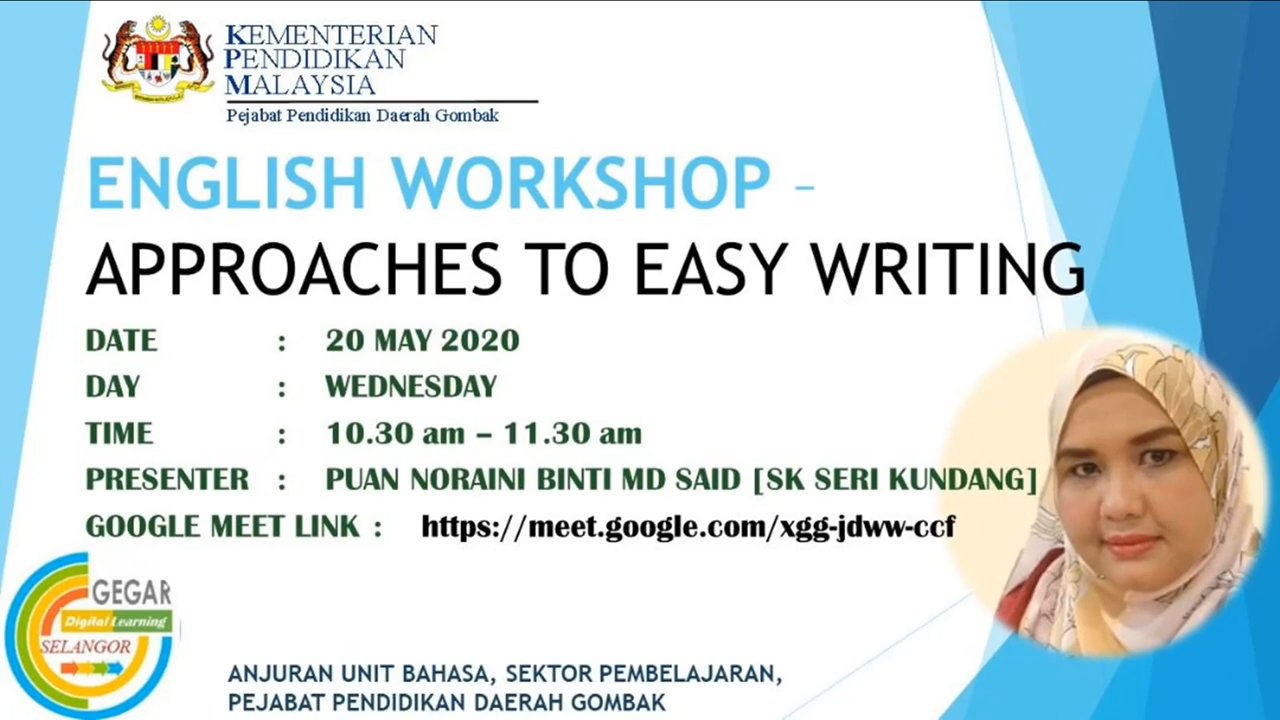 KEMENTERIAN
PENDIDIKAN
MALAYSIA
Pejabat Pendidikan Daerah Gombak
ENGLISH WORKSHOP –
APPROACHES TO EASY WRITING
DATE : 20 MAY 2020
DAY : WEDNESDAY
TIME : 10.30 am – 11.30 am
PRESENTER : PUAN NORAINI BINTI MD SAID [SK SERI KUNDANG]
GOOGLE MEET LINK : https://meet.google.com/xgg-jdww-ccf
GEGAR
Digital Learning
SELANGOR
ANJURAN UNIT BAHASA, SEKTOR PEMBELAJARAN,
PEJABAT PENDIDIKAN DAERAH GOMBAK